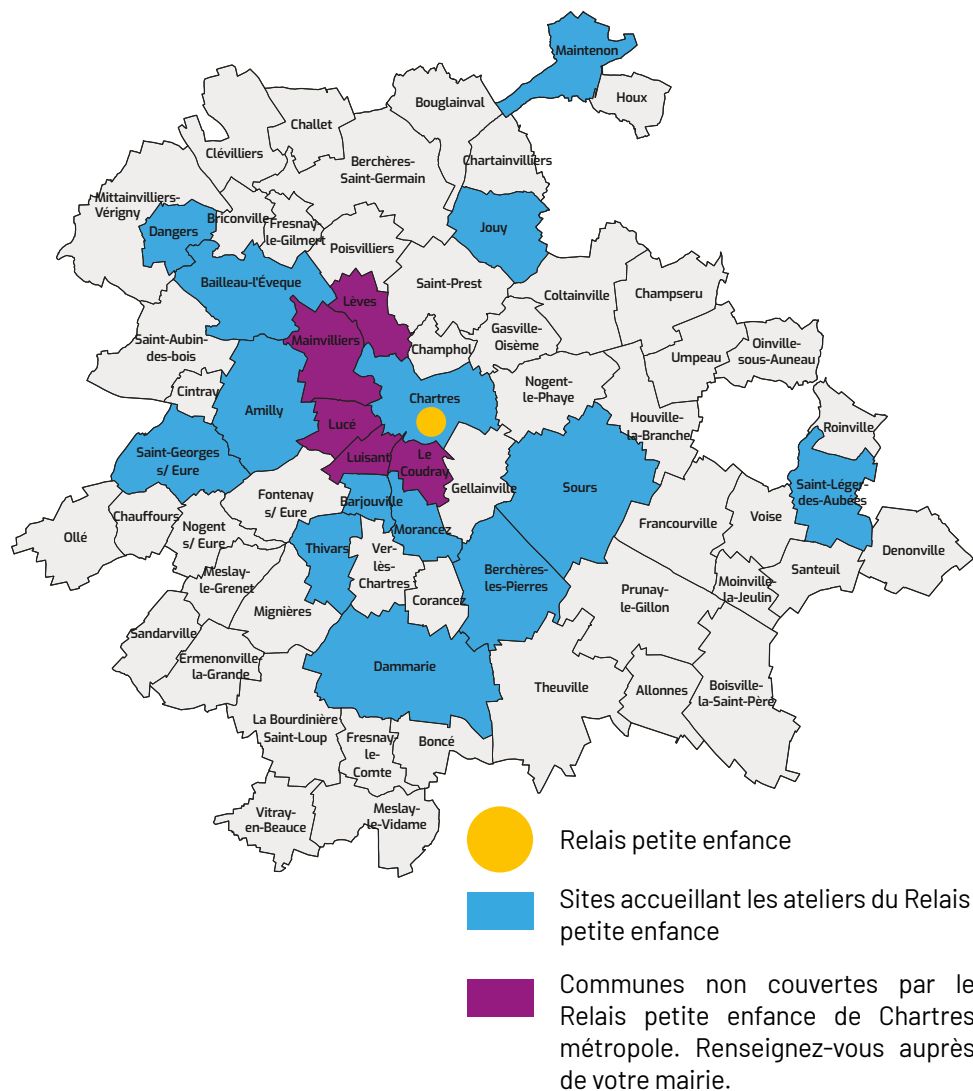 Maintenon
Houx
Bouglainval
Challet
Clévilliers
Chartainvilliers
Berchères-
Saint-Germain
Mittainvilliers-
Vérigny
Dangers
Briconville
Fresnay-
le-Gilmert
Jouy
Poisvilliers
Bailleau-l'Éveque
Saint-Prest
Coltainville
Champseru
Lèves
Gasville-
Oisème
Saint-Aubin-
des-bois
Mainvilliers
Champhol
Umpeau
Oinville-
sous-Auneau
Cintray
Nogent-
le-Phaye
Amilly
Chartres
Lucé
Houville-
la-Branche
Roinville
Saint-Georges
s/ Eure
Luisant
Le
Coudray
Gellainville
Sours
Saint-Léger-
des-Aubées
Fontenay
s/ Eure
Barjouville
Chauffours
Nogent
s/ Eure
Ollé
Morancez
Francourville
Voise
Denonville
Thivars
Ver-
lès-
Chartres
Berchères-
les-Pierres
Santeuil
Meslay-
le-Grenet
Mignières
Corancez
Prunay-
le-Gillon
Moinville
la-Jeulin
Sandarville
Ermenonville-
la-Grande
Dammarie
Theuville
Allonnes
Boisville-
la-Saint-Père
La Bourdinière
Saint-Loup
Fresnay-
le-
Comte
Boncé
Vitray-
en-Beauce
Meslay-
le-Vidame
Relais petite enfance
Sites accueillant les ateliers du Relais
petite enfance
Communes non couvertes par le
Relais petite enfance de Chartres
métropole. Renseignez-vous auprès
de votre mairie.